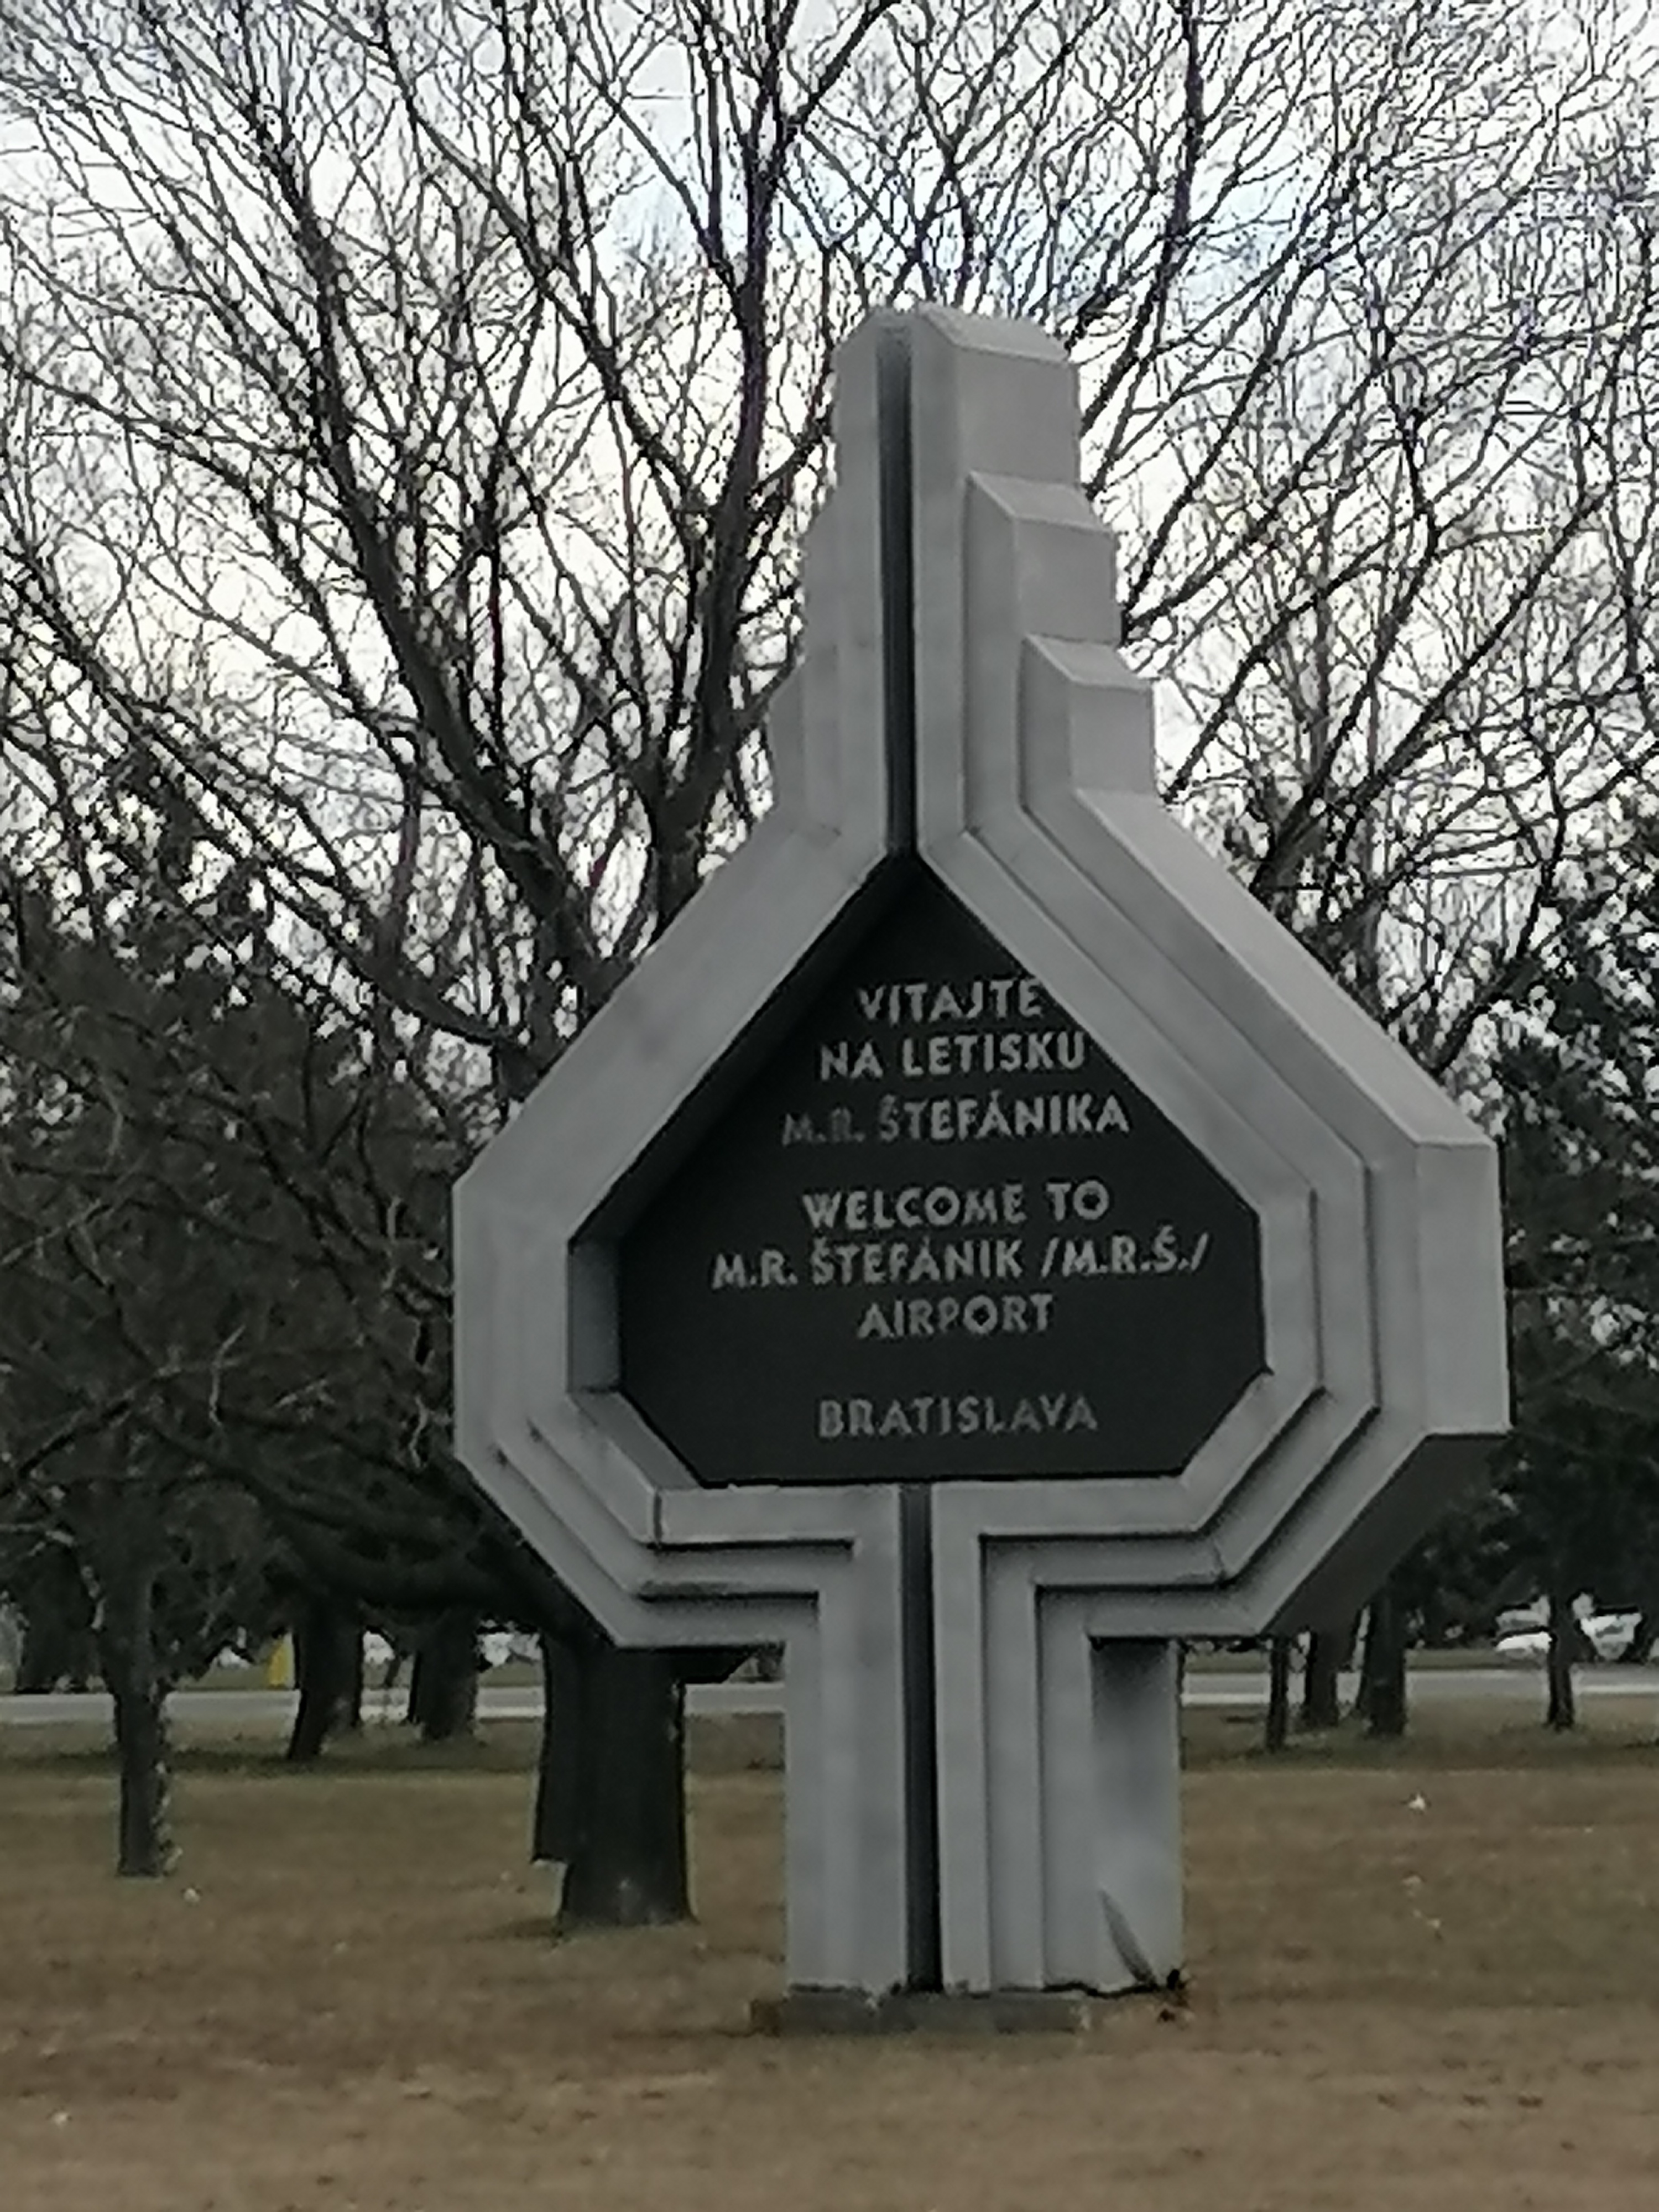 VITAJTE
NA LETISKU
M.R. ŠTEFÁNIKA
WELCOME TO
M.R. ŠTEFÁNIK /M.R.Š./
AIRPORT
BRATISLAVA